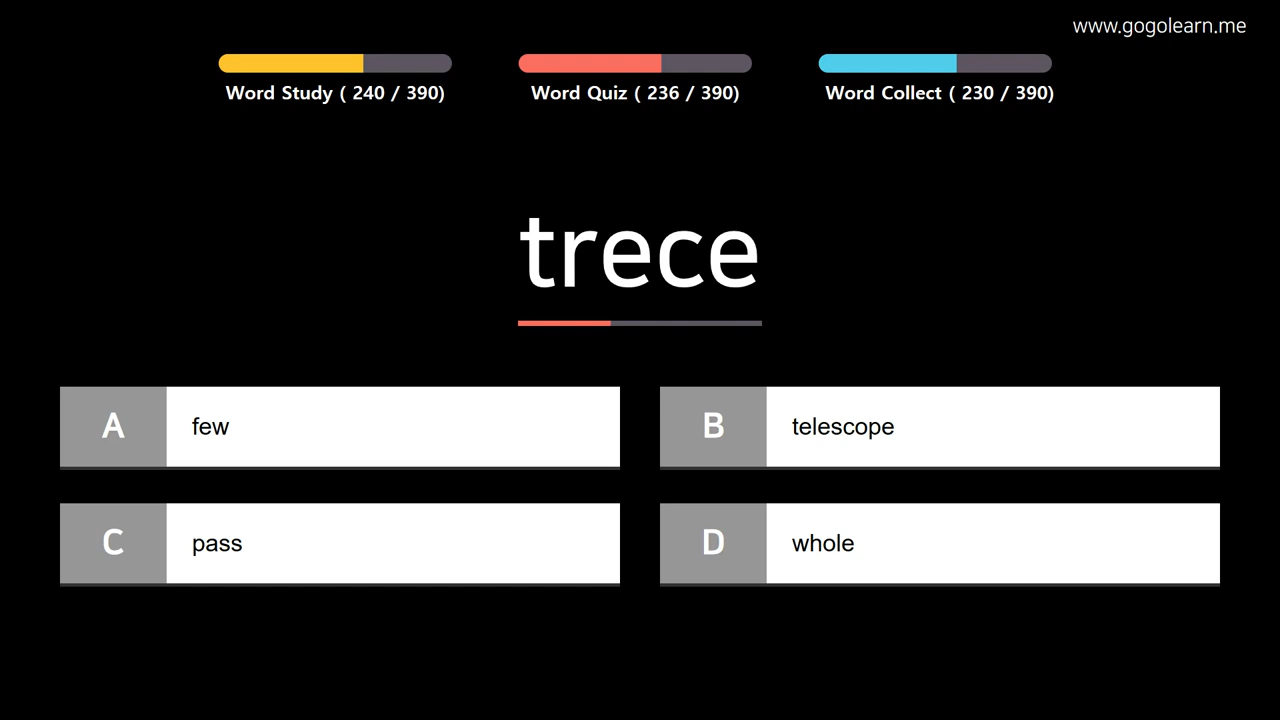 www.gogolearn.me
Word Study ( 240 / 390)
Word Quiz ( 236 / 390)
Word Collect ( 230 / 390)
trece
A few
B telescope
C pass
D whole